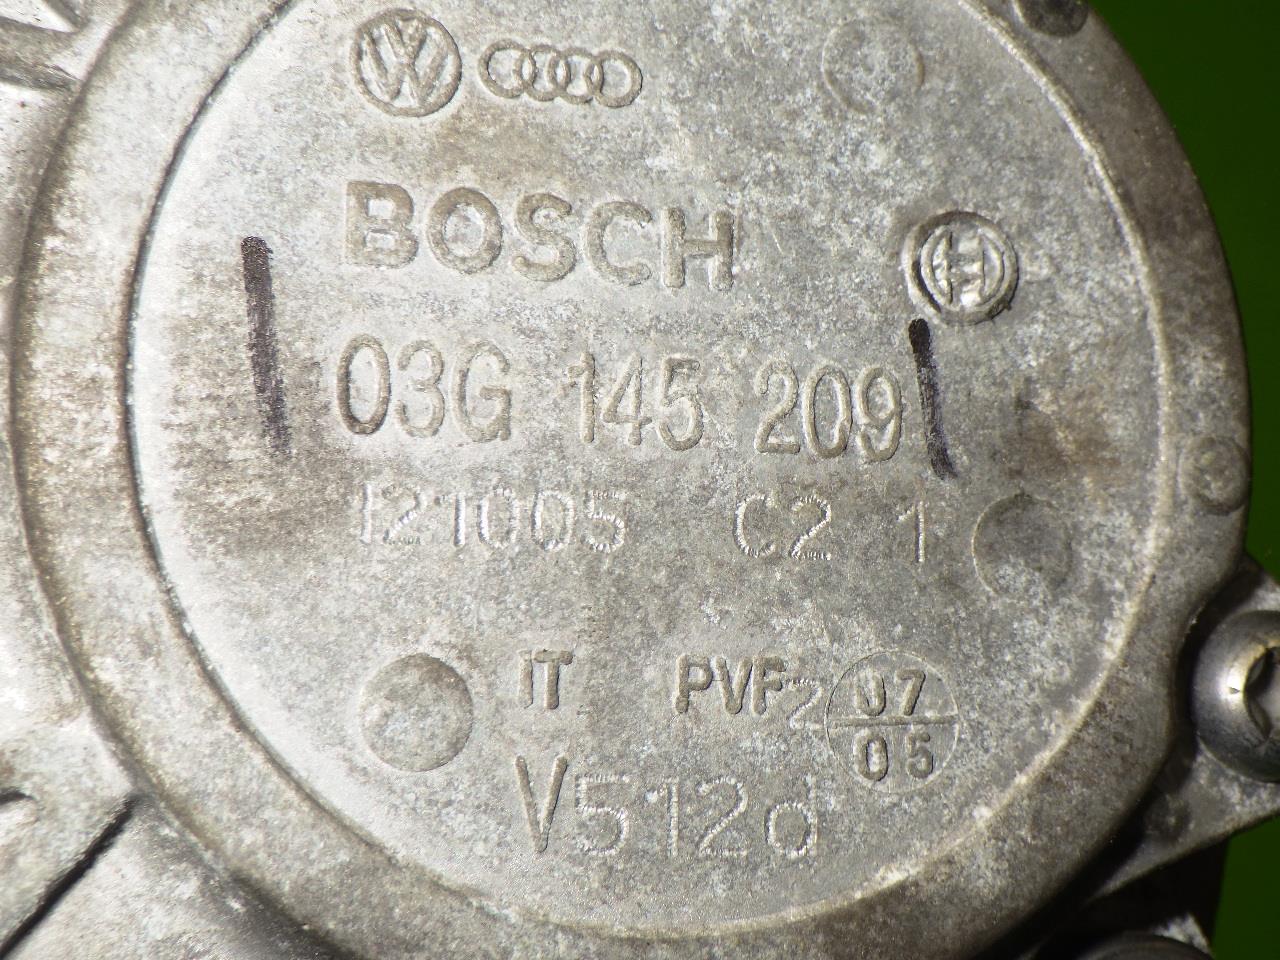 BOSCH
03G 145 209
121005 C2 1
IT PVF2 07
05
V512d